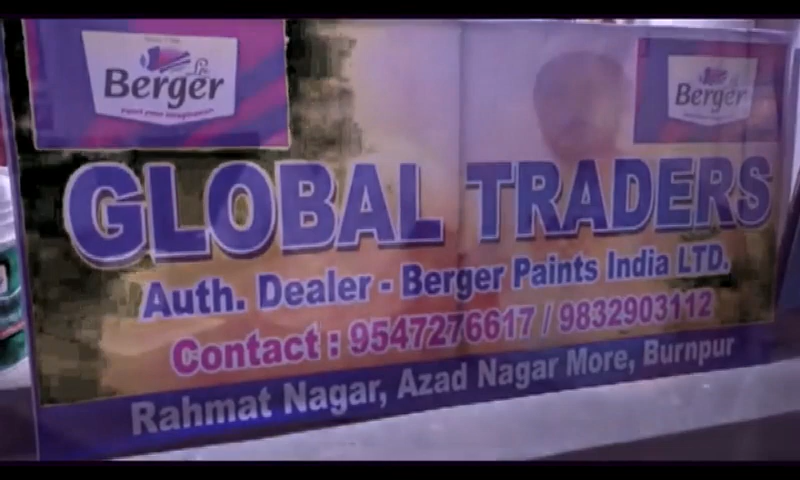 Berger
Berger
GLOBAL TRADERS
Auth. Dealer - Berger Paints India LTD.
Contact : 9547276617 / 9832903112
Rahmat Nagar, Azad Nagar More, Burnpur